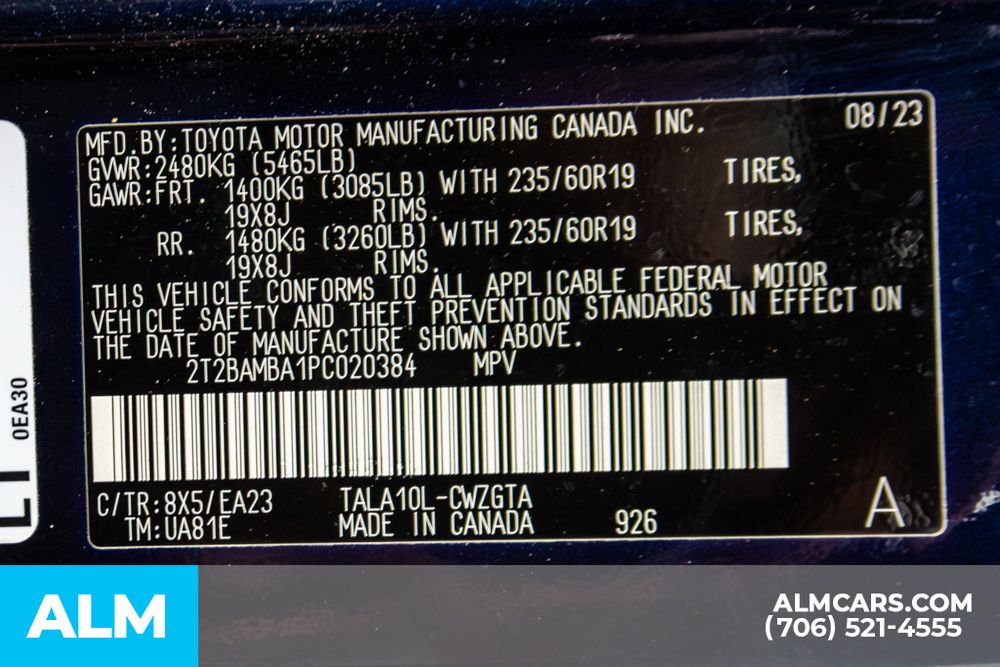 MFD.BY:TOYOTA MOTOR MANUFACTURING CANADA INC. 08/23
GVWR:2480KG (5465LB)
GAWR:FRT. 1400KG (3085LB) WITH 235/60R19 TIRES,
19X8J RIMS.
RR. 1480KG (3260LB) WITH 235/60R19 TIRES,
19X8J RIMS.
THIS VEHICLE CONFORMS TO ALL APPLICABLE FEDERAL MOTOR
VEHICLE SAFETY AND THEFT PREVENTION STANDARDS IN EFFECT ON
THE DATE OF MANUFACTURE SHOWN ABOVE.
2T2BAMBA1PC020384 MPV
C/TR:8X5/EA23 TALA10L-CWZGTA
TM:UA81E MADE IN CANADA 926 A
0EA30
ALM
ALMCARS.COM
(706) 521-4555